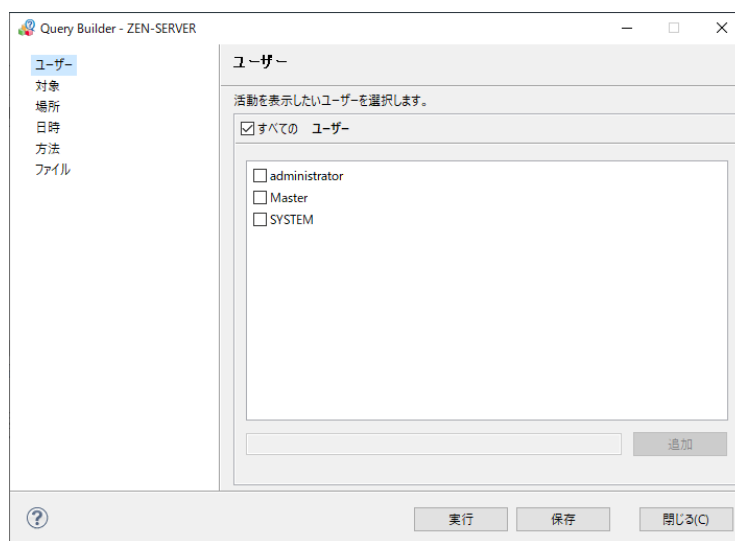 Query Builder - ZEN-SERVER
ユーザー
対象
場所
日時
方法
ファイル
ユーザー
活動を表示したいユーザーを選択します。
すべての ユーザー
administrator
Master
SYSTEM
追加
?
実行
保存
閉じる(C)